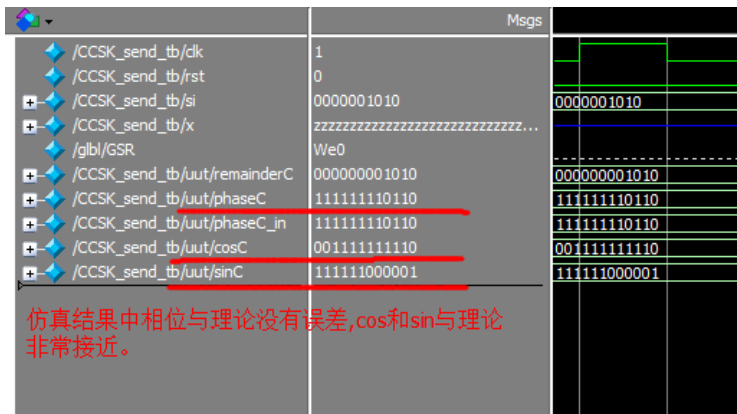 Msgs
/CCSK_send_tb/clk 1
/CCSK_send_tb/rst 0
/CCSK_send_tb/si 0000001010 0000001010
/CCSK_send_tb/x zzzzzzzzzzzzzzzzzzzzzzzzzzzzzz...
/glbl/GSR We0
/CCSK_send_tb/uut/remainderC 000000001010 000000001010
/CCSK_send_tb/uut/phaseC 111111110110 111111110110
/CCSK_send_tb/uut/phaseC_in 111111110110 111111110110
/CCSK_send_tb/uut/cosC 001111111110 001111111110
/CCSK_send_tb/uut/sinC 111111000001 111111000001
仿真结果中相位与理论没有误差,cos和sin与理论
非常接近。